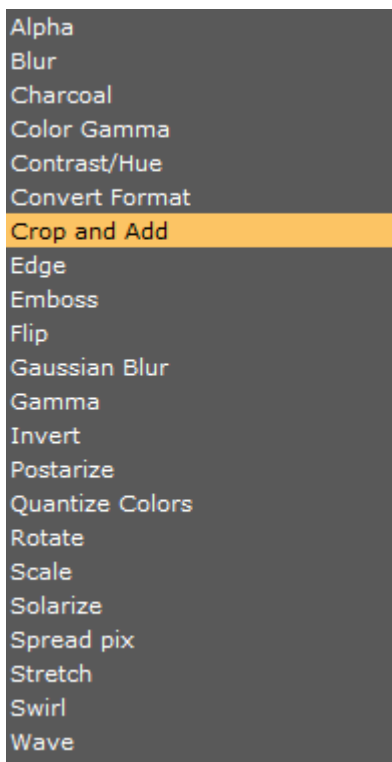 Alpha
Blur
Charcoal
Color Gamma
Contrast/Hue
Convert Format
Crop and Add
Edge
Emboss
Flip
Gaussian Blur
Gamma
Invert
Postarize
Quantize Colors
Rotate
Scale
Solarize
Spread pix
Stretch
Swirl
Wave